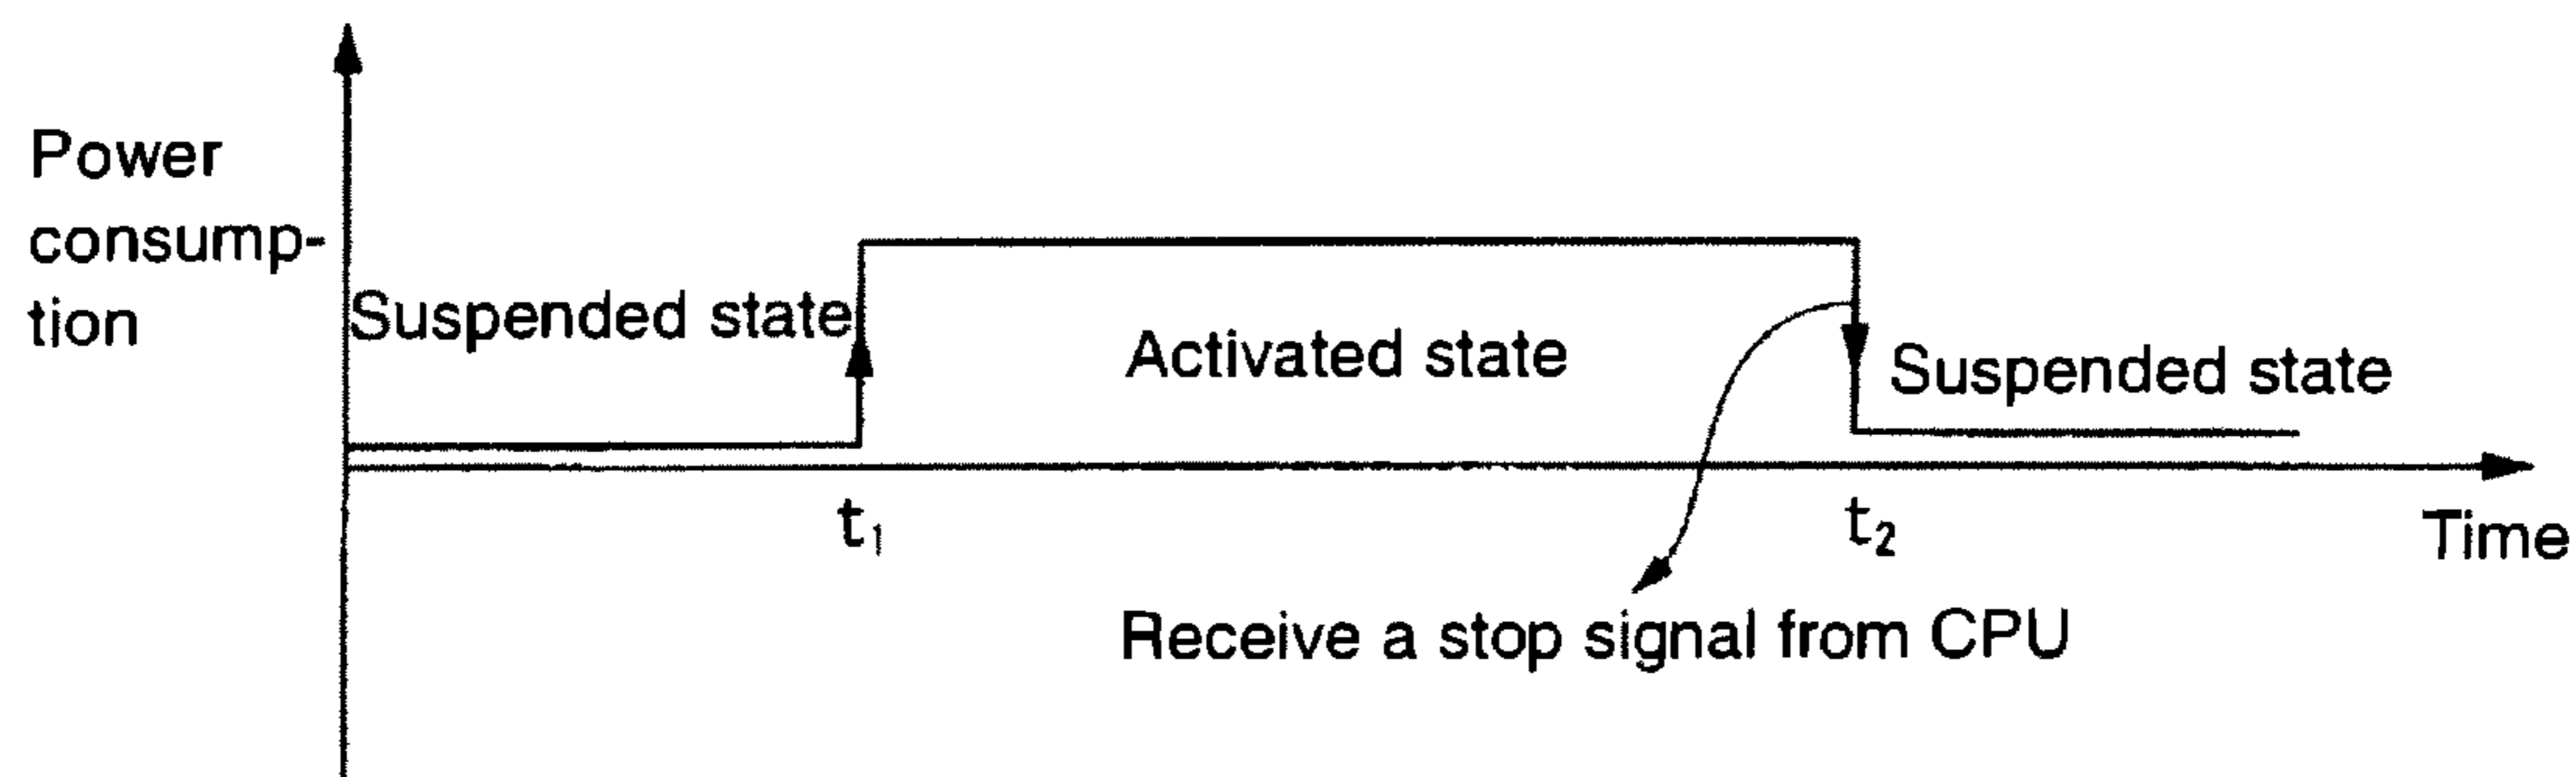 Power
consump-
tion
Suspended state
Activated state
Suspended state
t₁
t₂
Time
Receive a stop signal from CPU